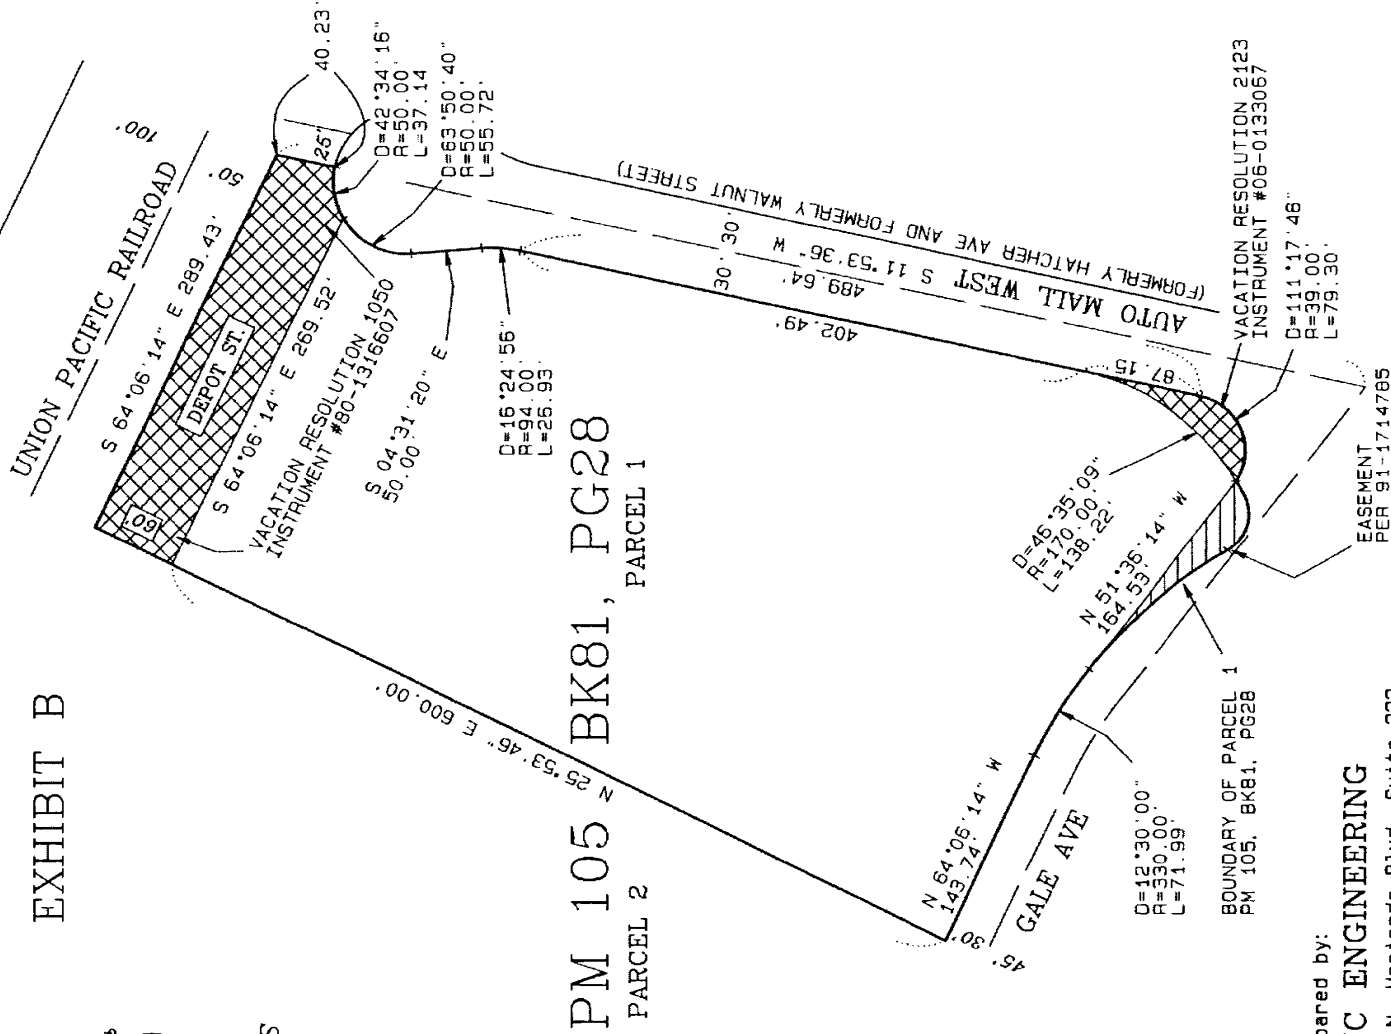 EXHIBIT B
UNION PACIFIC RAILROAD
100'
50'
40.23'
25'
S 64°06'14" E 289.43'
DEPOT ST.
60'
S 64°06'14" E 269.52'
VACATION RESOLUTION 1050
INSTRUMENT #80-1316607
D=42°34'16"
R=50.00'
L=37.14
D=63°50'40"
R=50.00'
L=55.72'
S 04°31'20" E
50.00'
D=16°24'56"
R=94.00'
L=26.93'
(FORMERLY HATCHER AVE AND FORMERLY WALNUT STREET)
AUTO MALL WEST
S 11°53'36" W
489.64'
30'
30'
402.49'
87.15
PM 105 BK81, PG28
PARCEL 2
PARCEL 1
N 25°53'46" E 600.00'
VACATION RESOLUTION 2123
INSTRUMENT #06-0133067
D=111°17'46"
R=39.00'
L=79.30'
D=46°35'09"
R=170.00'
L=138.22'
N 51°36'14" W
164.53'
EASEMENT
PER 91-1714785
N 64°06'14" W
143.74'
GALE AVE
30'
45'
D=12°30'00"
R=330.00'
L=71.99'
BOUNDARY OF PARCEL 1
PM 105, BK81, PG28
pared by:
C ENGINEERING